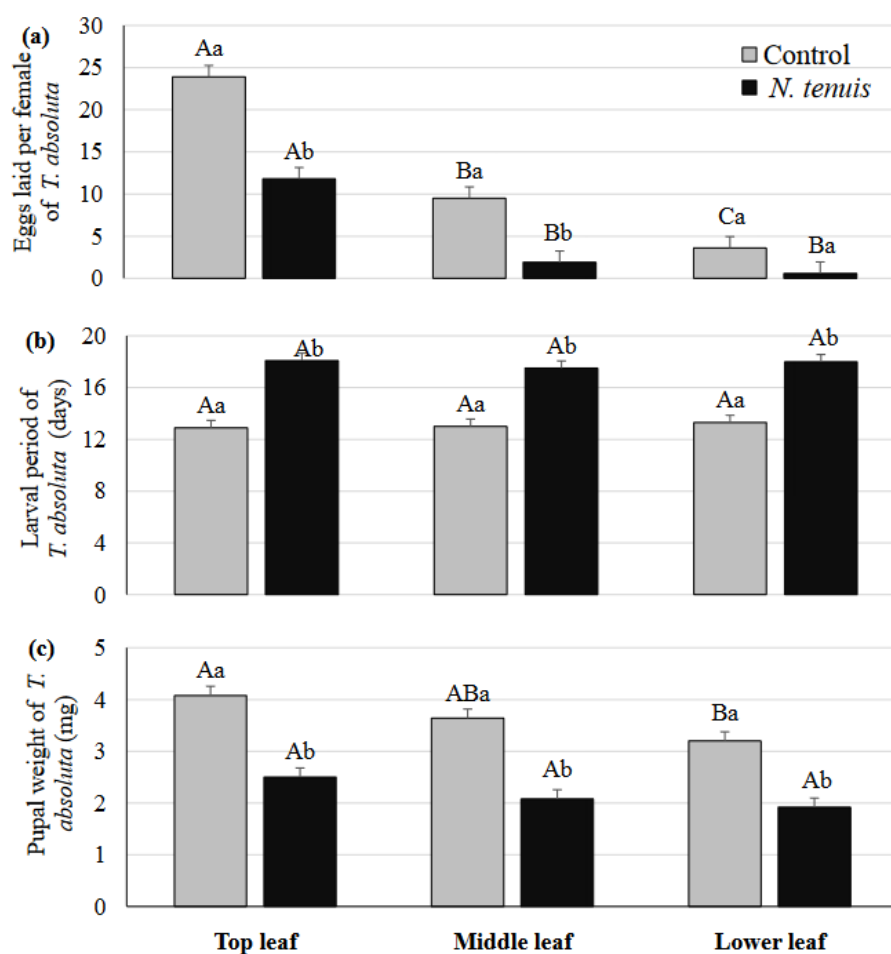 (a)
Eggs laid per female
of T. absoluta
30
25
20
15
10
5
0
Control
N. tenuis
Aa
Ab
Ba
Bb
Ca
Ba
(b)
Larval period of
T. absoluta (days)
20
16
12
8
4
0
Aa
Ab
Aa
Ab
Aa
Ab
(c)
Pupal weight of T.
absoluta (mg)
5
4
3
2
1
0
Aa
Ab
ABa
Ab
Ba
Ab
Top leaf
Middle leaf
Lower leaf